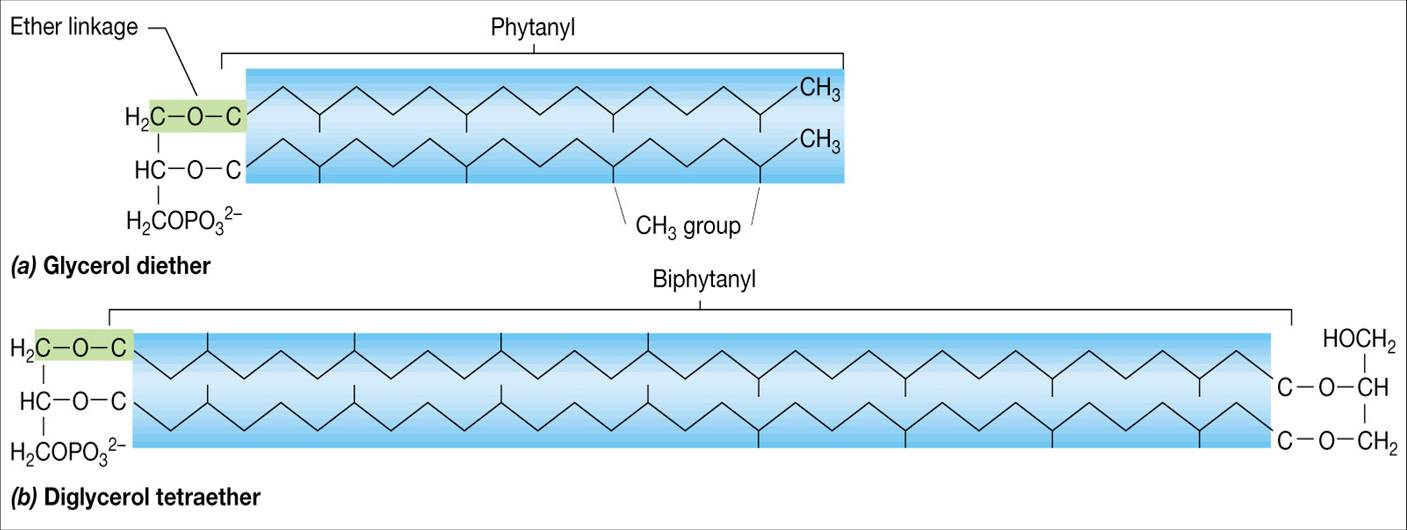 Ether linkage
Phytanyl
CH3
H2C–O–C
CH3
HC–O–C
H2COPO3²⁻
CH3 group
(a) Glycerol diether
Biphytanyl
HOCH2
H2C–O–C
C–O–CH
HC–O–C
C–O–CH2
H2COPO3²⁻
(b) Diglycerol tetraether